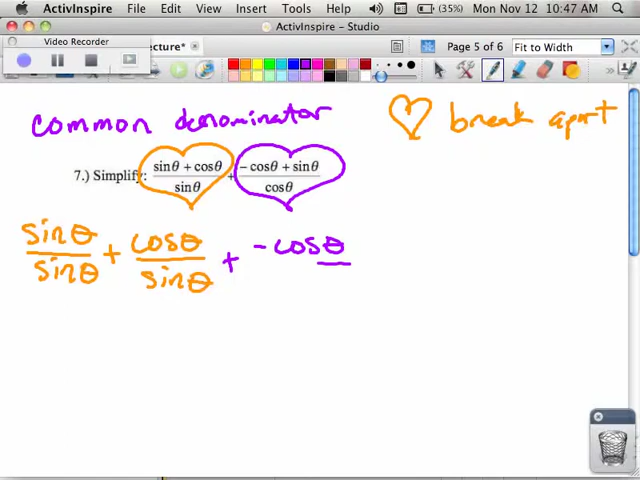 ActivInspire File Edit View Insert Tools Help (35%) Mon Nov 12 10:47 AM
ActivInspire - Studio
Video Recorder
ecture* Page 5 of 6 Fit to Width
common denominator ♡ break apart
7.) Simplify: (sinθ + cosθ)/sinθ + (−cosθ + sinθ)/cosθ
sinθ/sinθ + cosθ/sinθ + -cosθ